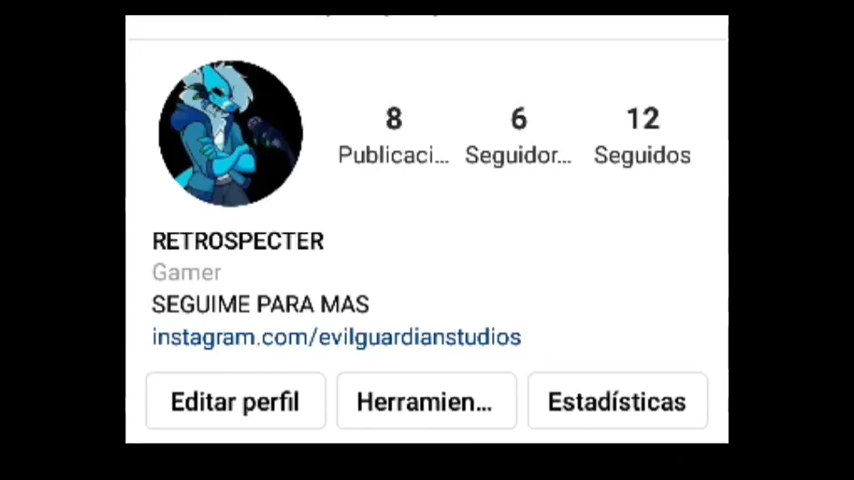 8 6 12
Publicaci... Seguidor... Seguidos
RETROSPECTER
Gamer
SEGUIME PARA MAS
instagram.com/evilguardianstudios
Editar perfil Herramien... Estadísticas